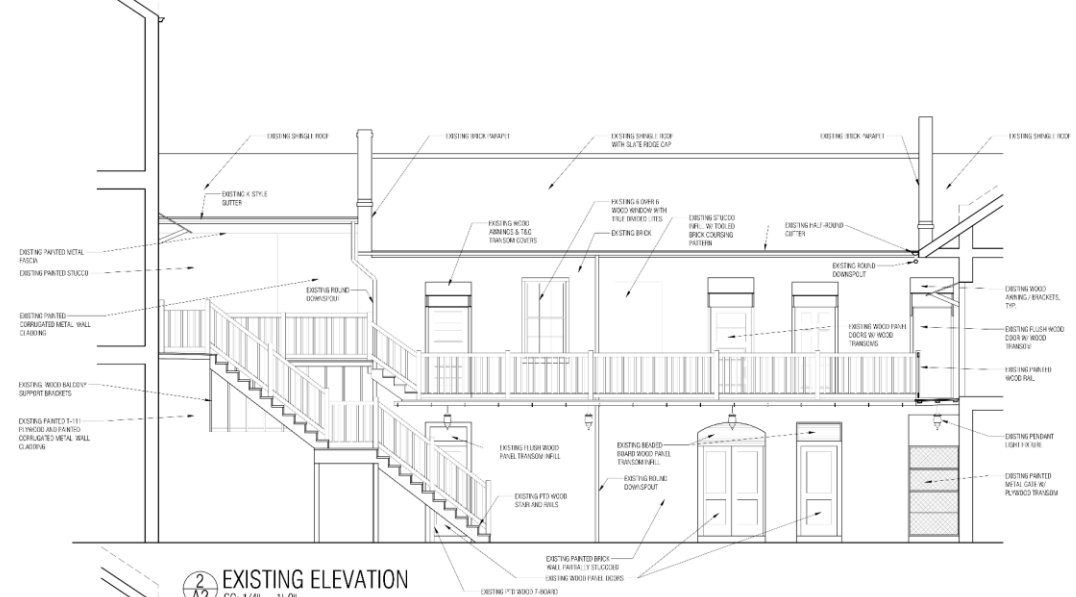 EXISTING SHINGLE ROOF
EXISTING BRICK PARAPET
EXISTING SHINGLE ROOF
WITH SLATE RIDGE CAP
EXISTING BRICK PARAPET
EXISTING SHINGLE ROOF
EXISTING K STYLE
GUTTER
EXISTING WOOD
AWNINGS & T&G
TRANSOM COVERS
EXISTING 6 OVER 6
WOOD WINDOW WITH
TRUE DIVIDED LITES
EXISTING BRICK
EXISTING STUCCO
INFILL W/ TOOLED
BRICK COURSING
PATTERN
EXISTING HALF-ROUND
GUTTER
EXISTING PAINTED METAL
FASCIA
EXISTING PAINTED STUCCO
EXISTING ROUND
DOWNSPOUT
EXISTING ROUND
DOWNSPOUT
EXISTING WOOD
AWNING / BRACKETS,
TYP.
EXISTING PAINTED
CORRUGATED METAL WALL
CLADDING
EXISTING WOOD PANEL
DOORS W/ WOOD
TRANSOMS
EXISTING FLUSH WOOD
DOOR W/ WOOD
TRANSOM
EXISTING PAINTED
WOOD RAIL
EXISTING WOOD BALCONY
SUPPORT BRACKETS
EXISTING PAINTED T-111
PLYWOOD AND PAINTED
CORRUGATED METAL WALL
CLADDING
EXISTING FLUSH WOOD
PANEL TRANSOM INFILL
EXISTING BEADED
BOARD WOOD PANEL
TRANSOM INFILL
EXISTING PENDANT
LIGHT FIXTURE
EXISTING ROUND
DOWNSPOUT
EXISTING PAINTED
METAL GATE W/
PLYWOOD TRANSOM
EXISTING PTD WOOD
STAIR AND RAILS
EXISTING PAINTED BRICK
WALL PARTIALLY STUCCOED
EXISTING WOOD PANEL DOORS
EXISTING PTD WOOD T-BOARD
2
A2
EXISTING ELEVATION